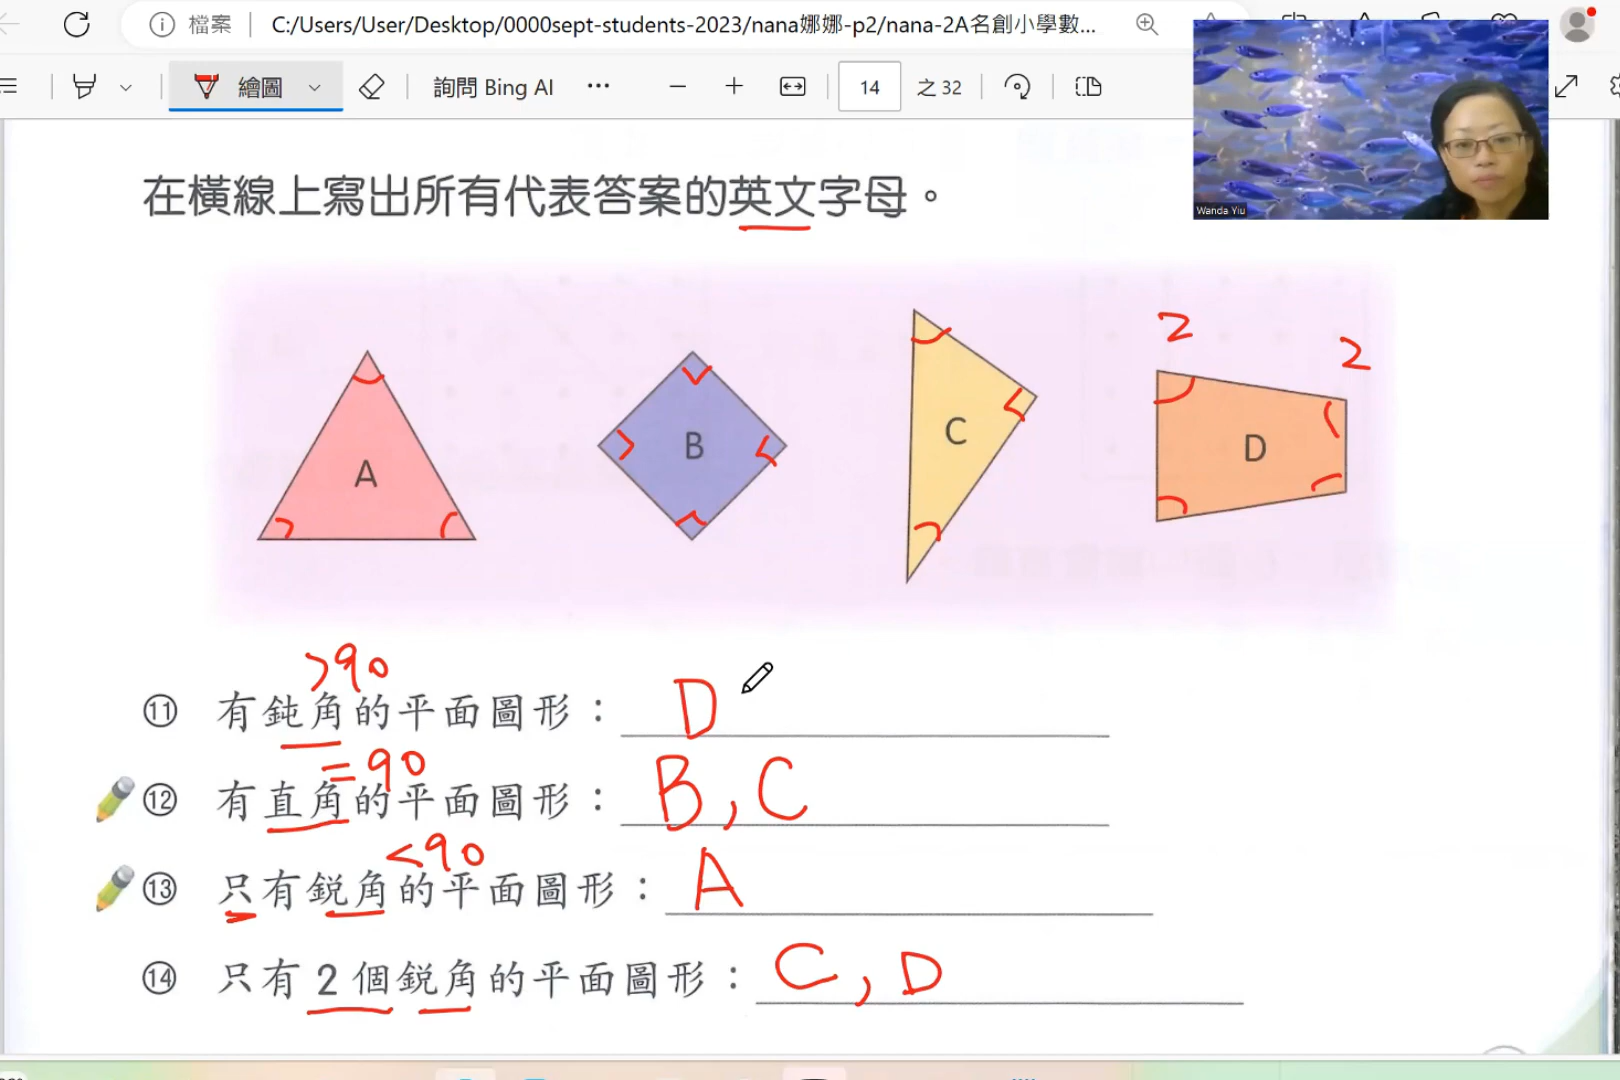 檔案 C:/Users/User/Desktop/0000sept-students-2023/nana娜娜-p2/nana-2A名創小學數...
繪圖 詢問 Bing AI ... 14 之 32
Wanda Yiu
在橫線上寫出所有代表答案的英文字母。
2
2
A
B
C
D
>90
⑪ 有鈍角的平面圖形： D
=90
⑫ 有直角的平面圖形： B, C
<90
⑬ 只有銳角的平面圖形： A
⑭ 只有 2 個銳角的平面圖形： C, D